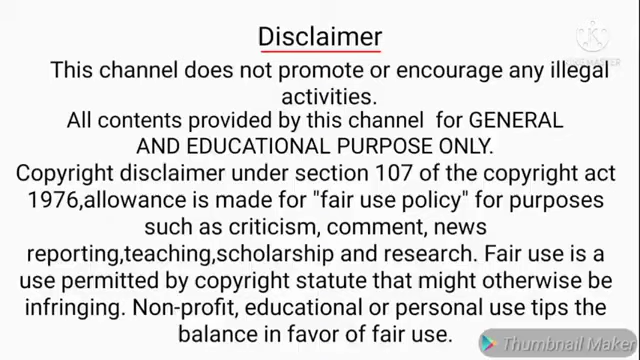 Disclaimer
This channel does not promote or encourage any illegal
activities.
All contents provided by this channel  for GENERAL
AND EDUCATIONAL PURPOSE ONLY.
Copyright disclaimer under section 107 of the copyright act
1976,allowance is made for "fair use policy" for purposes
such as criticism, comment, news
reporting,teaching,scholarship and research. Fair use is a
use permitted by copyright statute that might otherwise be
infringing. Non-profit, educational or personal use tips the
balance in favor of fair use.
Thumbnail Maker